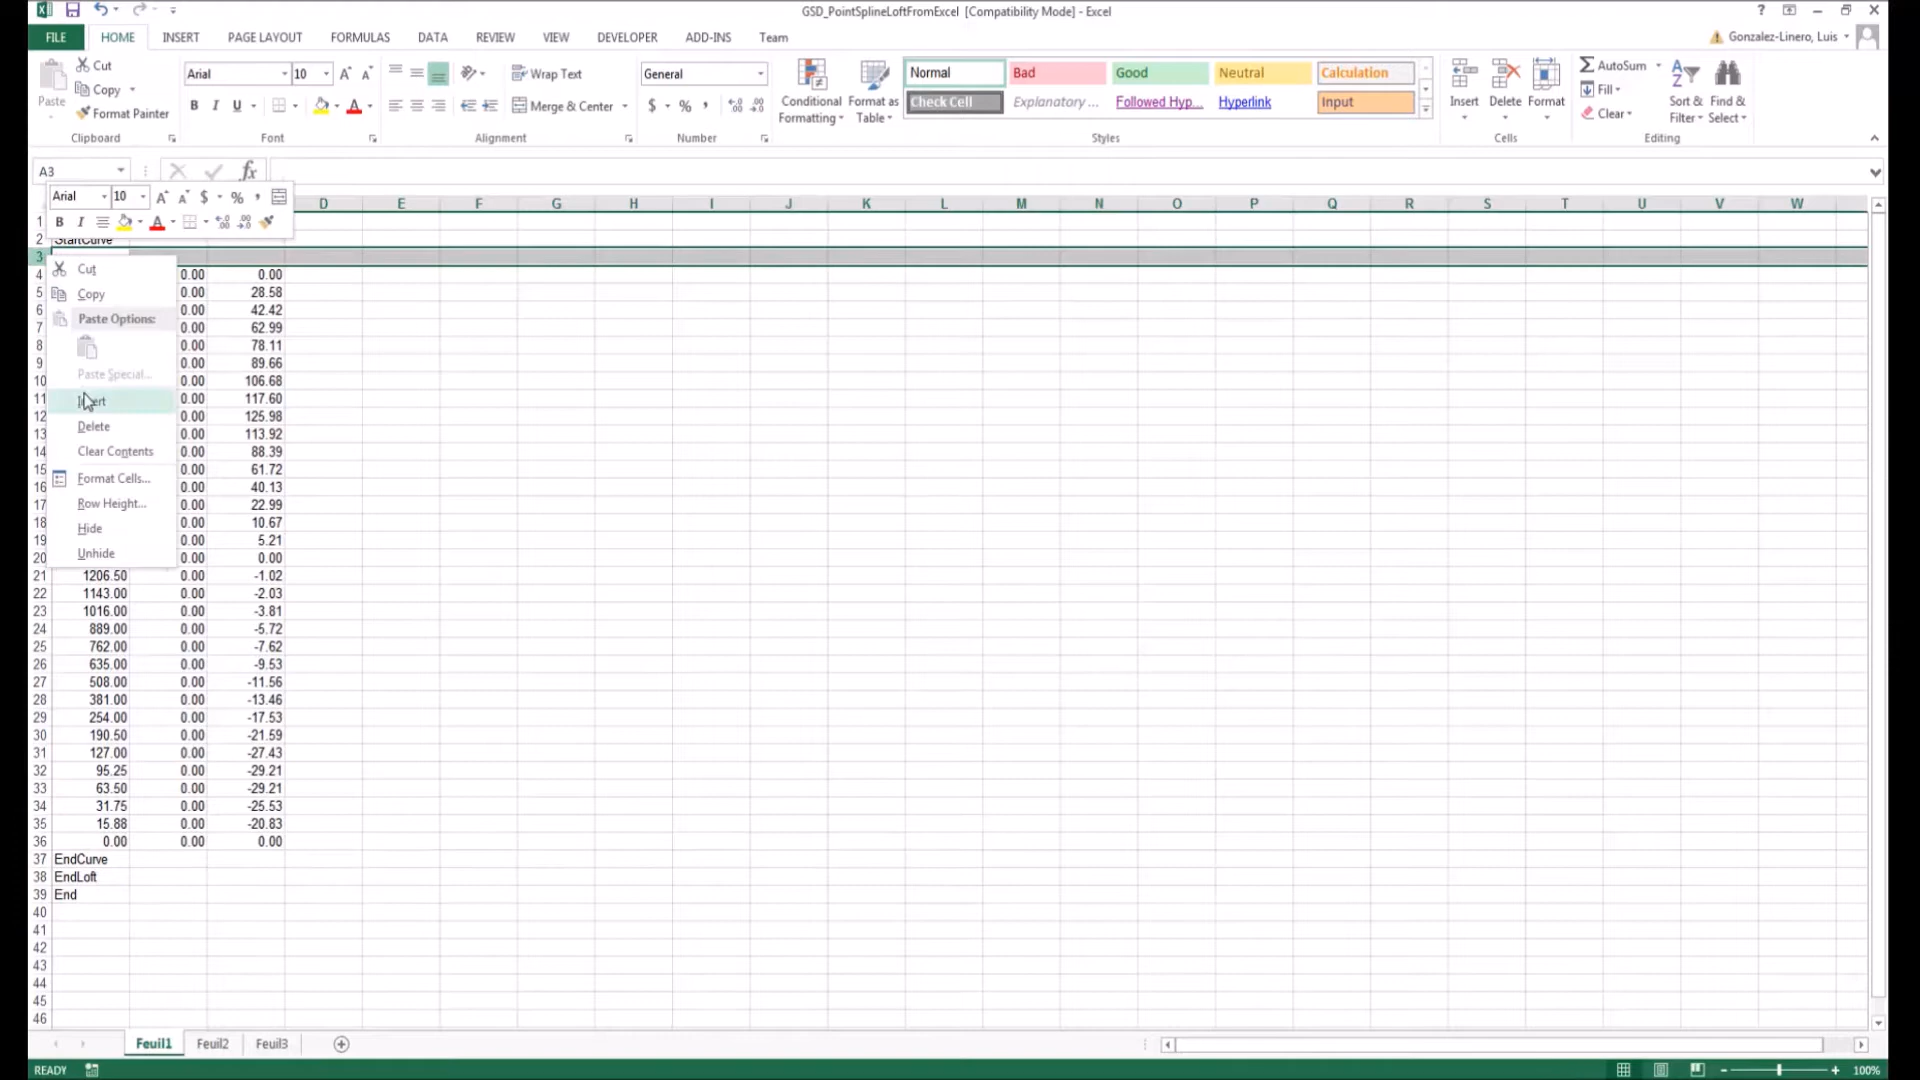 GSD_PointSplineLoftFromExcel [Compatibility Mode] - Excel
FILE HOME INSERT PAGE LAYOUT FORMULAS DATA REVIEW VIEW DEVELOPER ADD-INS Team Gonzalez-Linero, Luis
Paste
Cut
Copy
Format Painter
Clipboard
Arial 10
B I U
Font
Wrap Text
Merge & Center
Alignment
General
$ % ,
Number
Conditional Formatting
Format as Table
Normal Bad Good Neutral Calculation
Check Cell Explanatory ... Followed Hyp... Hyperlink Input
Styles
Insert Delete Format
Cells
AutoSum
Fill
Clear
Sort & Filter
Find & Select
Editing
A3
fx
Arial 10 $ % ,
B I A
D E F G H I J K L M N O P Q R S T U V W
1
2 StartCurve
3
Cut
Copy
Paste Options:
Paste Special...
Delete
Clear Contents
Format Cells...
Row Height...
Hide
Unhide
4 0.00 0.00
5 0.00 28.58
6 0.00 42.42
7 0.00 62.99
8 0.00 78.11
9 0.00 89.66
10 0.00 106.68
11 0.00 117.60
12 0.00 125.98
13 0.00 113.92
14 0.00 88.39
15 0.00 61.72
16 0.00 40.13
17 0.00 22.99
18 0.00 10.67
19 0.00 5.21
20 0.00 0.00
21 1206.50 0.00 -1.02
22 1143.00 0.00 -2.03
23 1016.00 0.00 -3.81
24 889.00 0.00 -5.72
25 762.00 0.00 -7.62
26 635.00 0.00 -9.53
27 508.00 0.00 -11.56
28 381.00 0.00 -13.46
29 254.00 0.00 -17.53
30 190.50 0.00 -21.59
31 127.00 0.00 -27.43
32 95.25 0.00 -29.21
33 63.50 0.00 -29.21
34 31.75 0.00 -25.53
35 15.88 0.00 -20.83
36 0.00 0.00 0.00
37 EndCurve
38 EndLoft
39 End
40
41
42
43
44
45
46
Feuil1 Feuil2 Feuil3
READY 100%